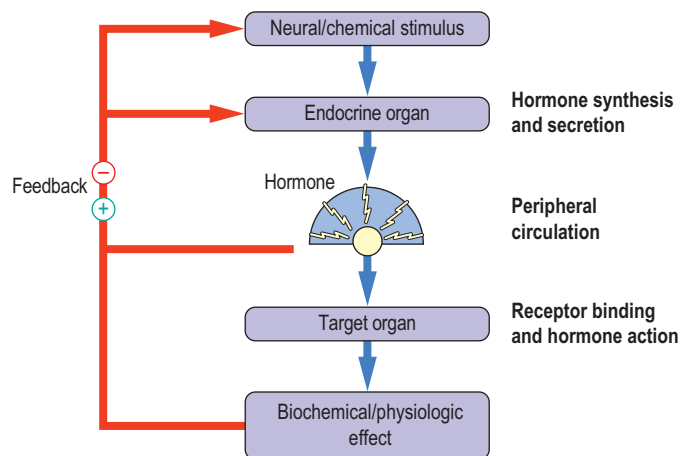 Neural/chemical stimulus
Endocrine organ
Hormone synthesis
and secretion
Feedback
−
+
Hormone
Peripheral
circulation
Target organ
Receptor binding
and hormone action
Biochemical/physiologic
effect